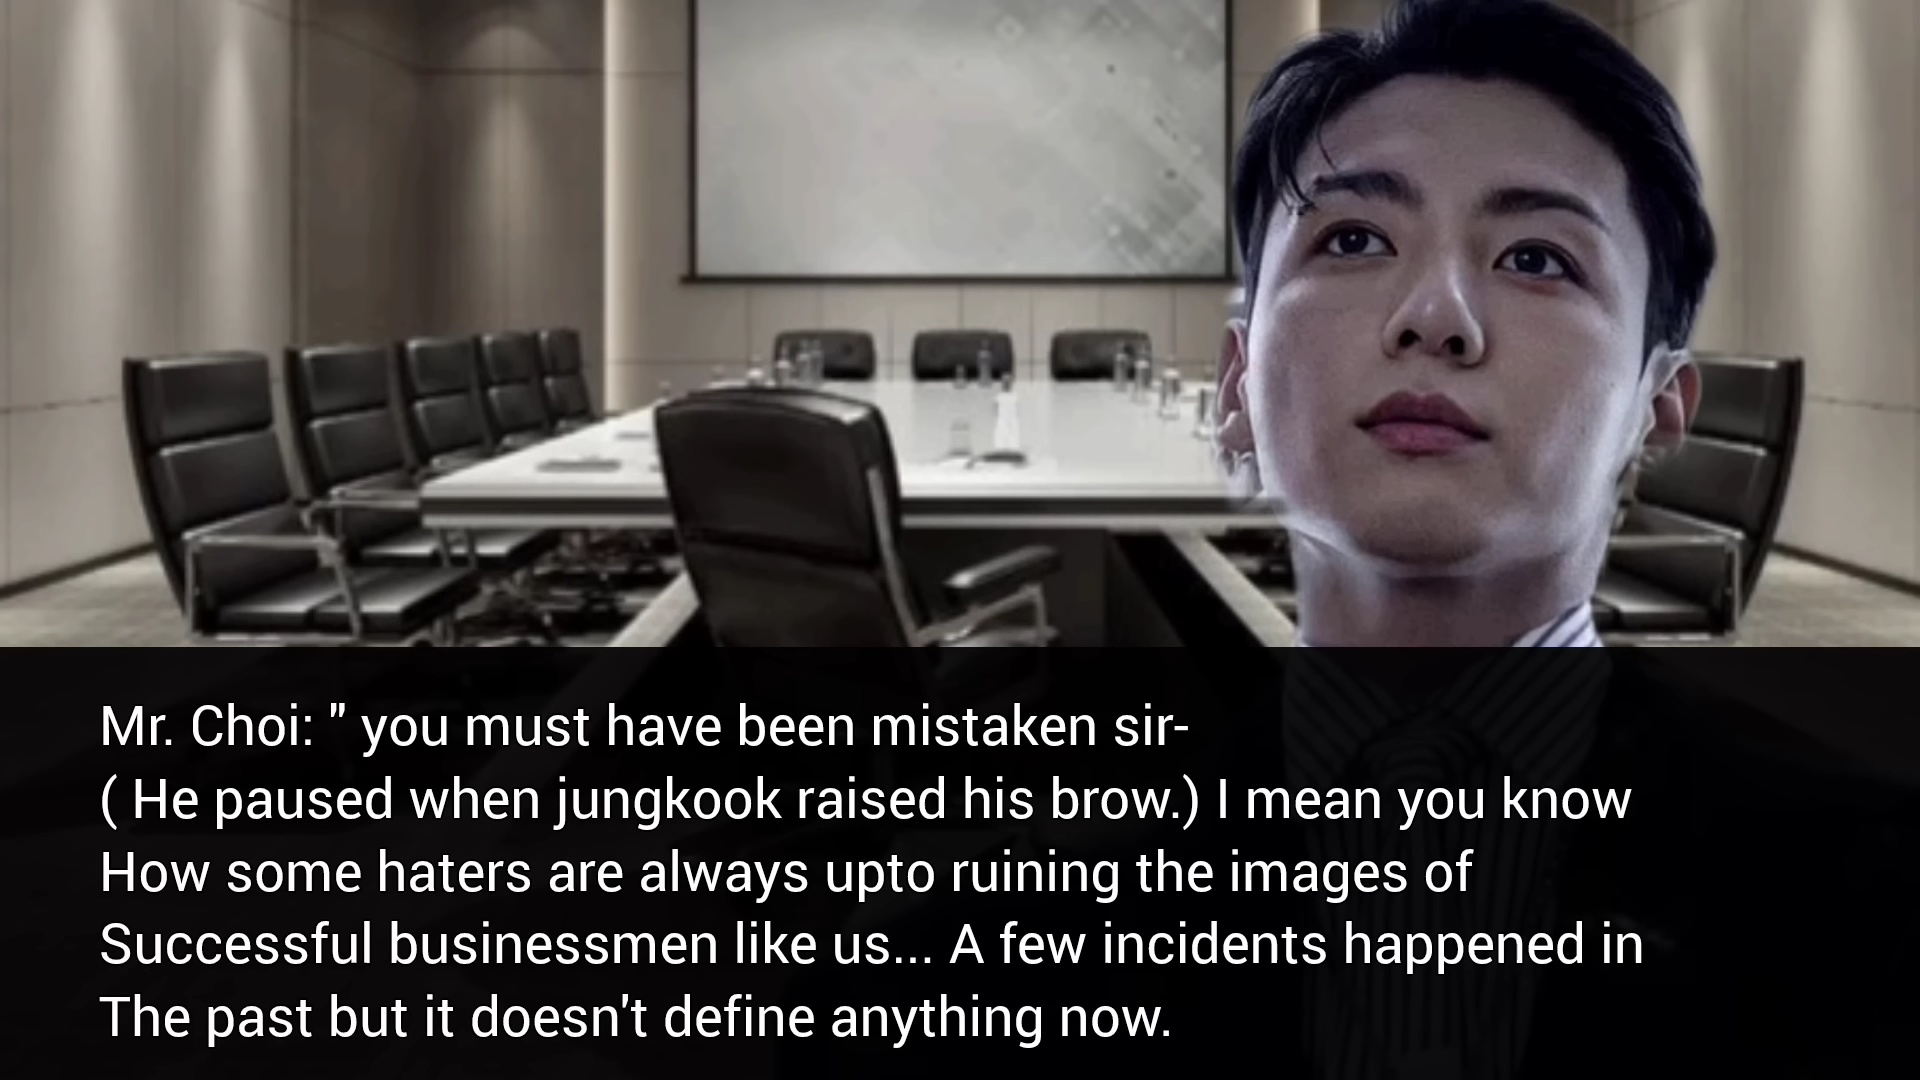 Mr. Choi: " you must have been mistaken sir-
( He paused when jungkook raised his brow.) I mean you know
How some haters are always upto ruining the images of
Successful businessmen like us... A few incidents happened in
The past but it doesn't define anything now.